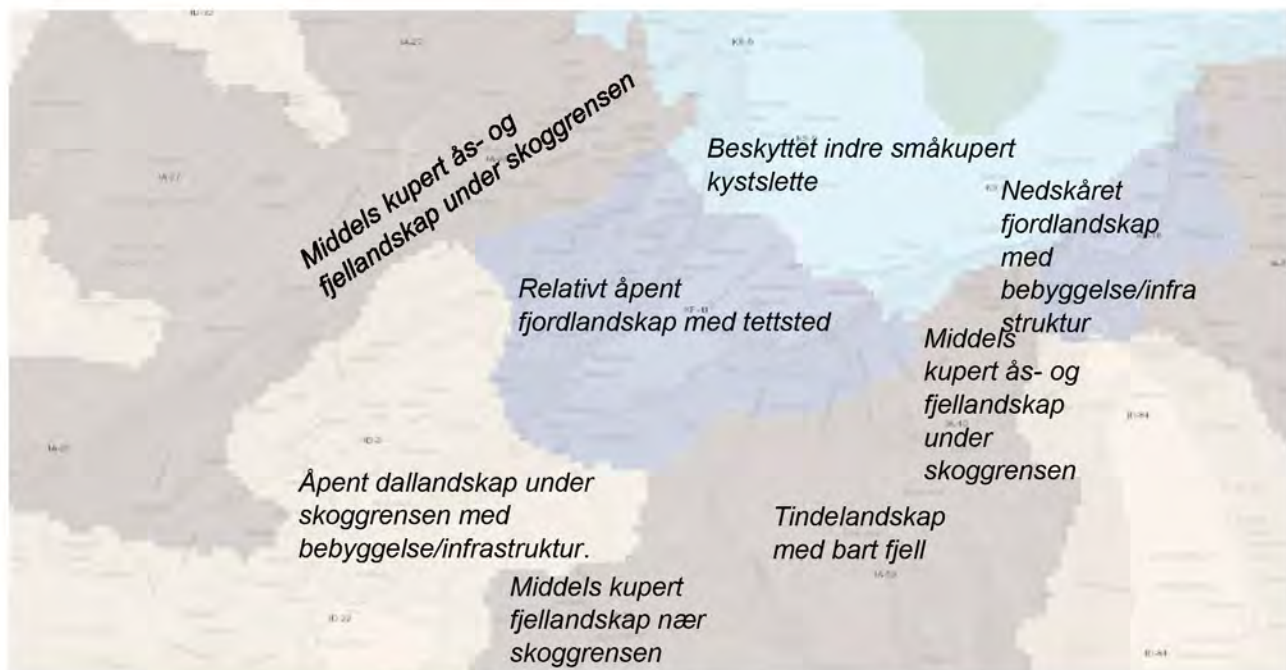 Middels kupert ås- og
fjellandskap under skoggrensen
Beskyttet indre småkupert
kystslette
Nedskåret
fjordlandskap
med
bebyggelse/infra
struktur
Relativt åpent
fjordlandskap med tettsted
Middels
kupert ås- og
fjellandskap
under
skoggrensen
Åpent dallandskap under
skoggrensen med
bebyggelse/infrastruktur.
Tindelandskap
med bart fjell
Middels kupert
fjellandskap nær
skoggrensen